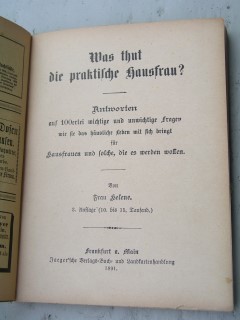 Dosen
Was thut
die praktische Hausfrau?
Antworten
auf 100erlei wichtige und unwichtige Fragen
wie sie das häusliche Leben mit sich bringt
für
Hausfrauen und solche, die es werden wollen.
Von
Frau Helene.
2. Auflage (10. bis 15. Tausend.)
Frankfurt a. Main
Jaeger'sche Verlags-Buch- und Landkartenhandlung
1891.